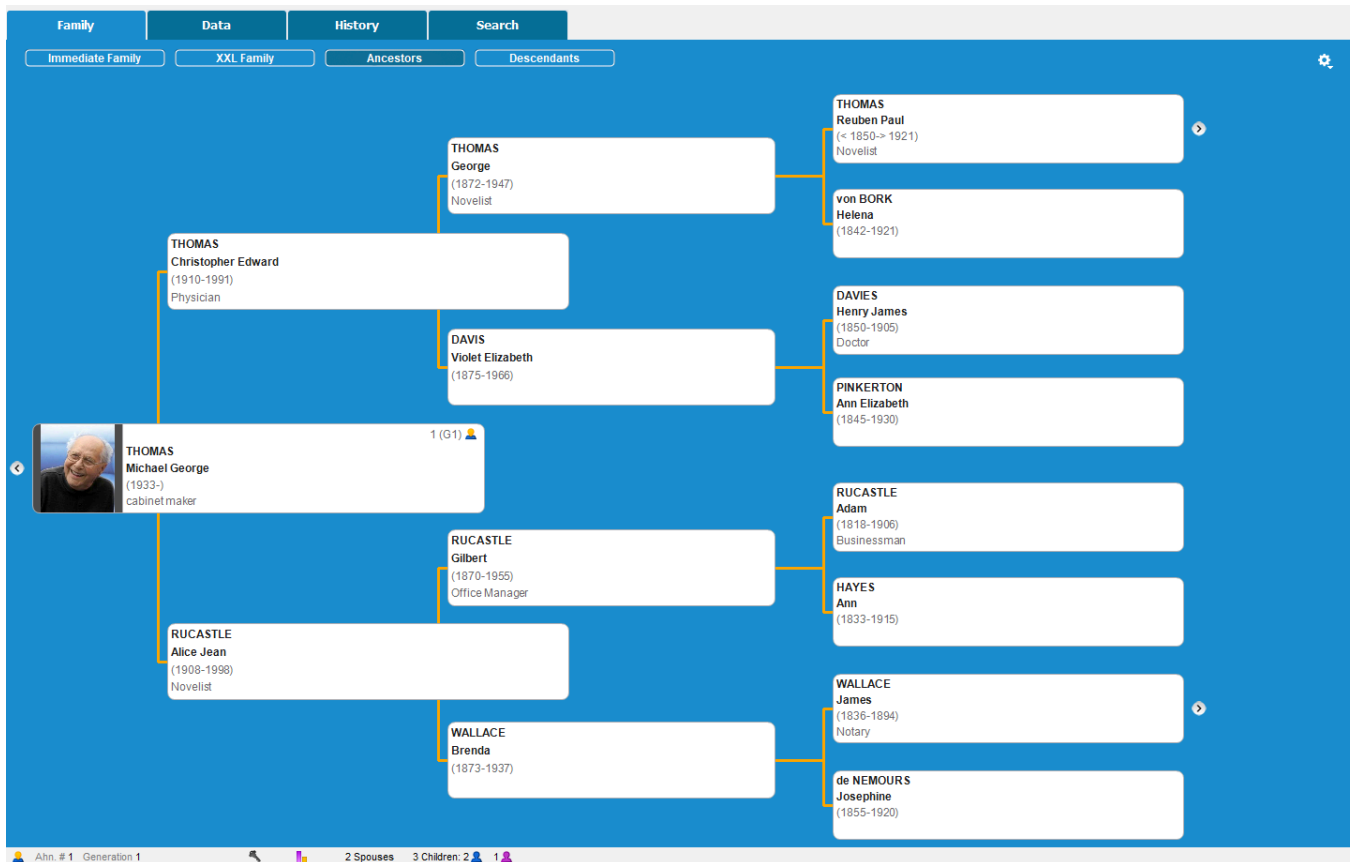 Family Data History Search
Immediate Family XXL Family Ancestors Descendants
THOMAS
Reuben Paul
(< 1850-> 1921)
Novelist
THOMAS
George
(1872-1947)
Novelist
von BORK
Helena
(1842-1921)
THOMAS
Christopher Edward
(1910-1991)
Physician
DAVIES
Henry James
(1850-1905)
Doctor
DAVIS
Violet Elizabeth
(1875-1966)
PINKERTON
Ann Elizabeth
(1845-1930)
1 (G1)
THOMAS
Michael George
(1933-)
cabinet maker
RUCASTLE
Adam
(1818-1906)
Businessman
RUCASTLE
Gilbert
(1870-1955)
Office Manager
HAYES
Ann
(1833-1915)
RUCASTLE
Alice Jean
(1908-1998)
Novelist
WALLACE
James
(1836-1894)
Notary
WALLACE
Brenda
(1873-1937)
de NEMOURS
Josephine
(1855-1920)
Ahn. # 1 Generation 1 2 Spouses 3 Children: 2 1